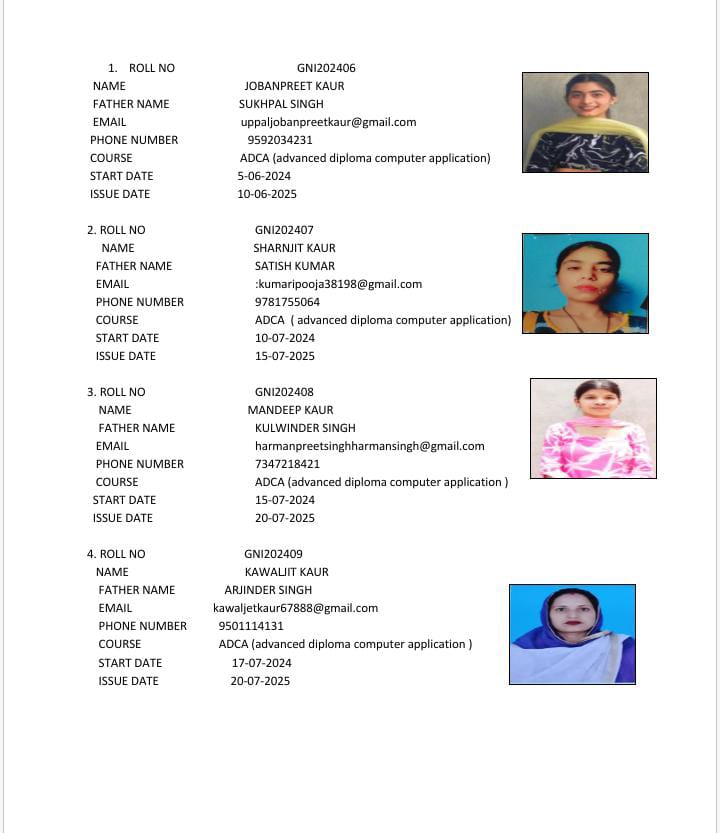 1. ROLL NO GNI202406
NAME JOBANPREET KAUR
FATHER NAME SUKHPAL SINGH
EMAIL uppaljobanpreetkaur@gmail.com
PHONE NUMBER 9592034231
COURSE ADCA (advanced diploma computer application)
START DATE 5-06-2024
ISSUE DATE 10-06-2025
2. ROLL NO GNI202407
NAME SHARNJIT KAUR
FATHER NAME SATISH KUMAR
EMAIL :kumaripooja38198@gmail.com
PHONE NUMBER 9781755064
COURSE ADCA ( advanced diploma computer application)
START DATE 10-07-2024
ISSUE DATE 15-07-2025
3. ROLL NO GNI202408
NAME MANDEEP KAUR
FATHER NAME KULWINDER SINGH
EMAIL harmanpreetsinghharmansingh@gmail.com
PHONE NUMBER 7347218421
COURSE ADCA (advanced diploma computer application )
START DATE 15-07-2024
ISSUE DATE 20-07-2025
4. ROLL NO GNI202409
NAME KAWALJIT KAUR
FATHER NAME ARJINDER SINGH
EMAIL kawaljetkaur67888@gmail.com
PHONE NUMBER 9501114131
COURSE ADCA (advanced diploma computer application )
START DATE 17-07-2024
ISSUE DATE 20-07-2025